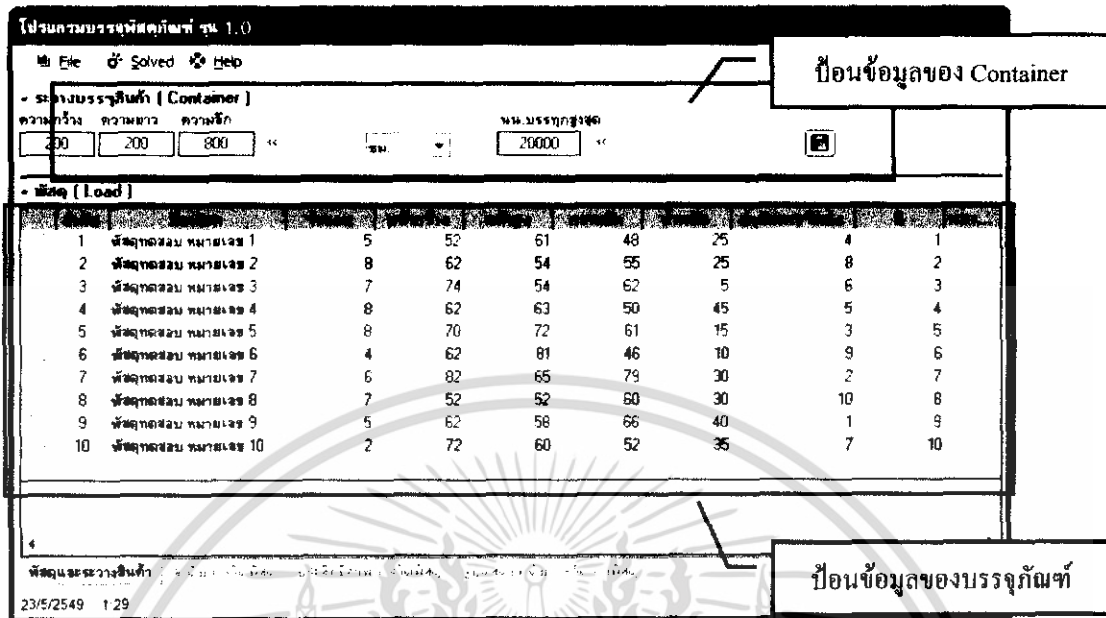 โปรแกรมบรรจุพัสดุภัณฑ์ รุ่น 1.0
File Solved Help
ป้อนข้อมูลของ Container
ระวางบรรจุสินค้า [ Container ]
ความกว้าง ความยาว ความลึก นน.บรรทุกสูงสุด
200 200 800 << ซม. 20000 <<
พัสดุ [ Load ]
1 พัสดุทดสอบ หมายเลข 1 5 52 61 48 25 4 1
2 พัสดุทดสอบ หมายเลข 2 8 62 54 55 25 8 2
3 พัสดุทดสอบ หมายเลข 3 7 74 54 62 5 6 3
4 พัสดุทดสอบ หมายเลข 4 8 62 63 50 45 5 4
5 พัสดุทดสอบ หมายเลข 5 8 70 72 61 15 3 5
6 พัสดุทดสอบ หมายเลข 6 4 62 81 46 10 9 6
7 พัสดุทดสอบ หมายเลข 7 6 82 65 79 30 2 7
8 พัสดุทดสอบ หมายเลข 8 7 52 52 60 30 10 8
9 พัสดุทดสอบ หมายเลข 9 5 62 58 66 40 1 9
10 พัสดุทดสอบ หมายเลข 10 2 72 60 52 35 7 10
พัสดุและระวางสินค้า
ป้อนข้อมูลของบรรจุภัณฑ์
23/5/2549 1:29